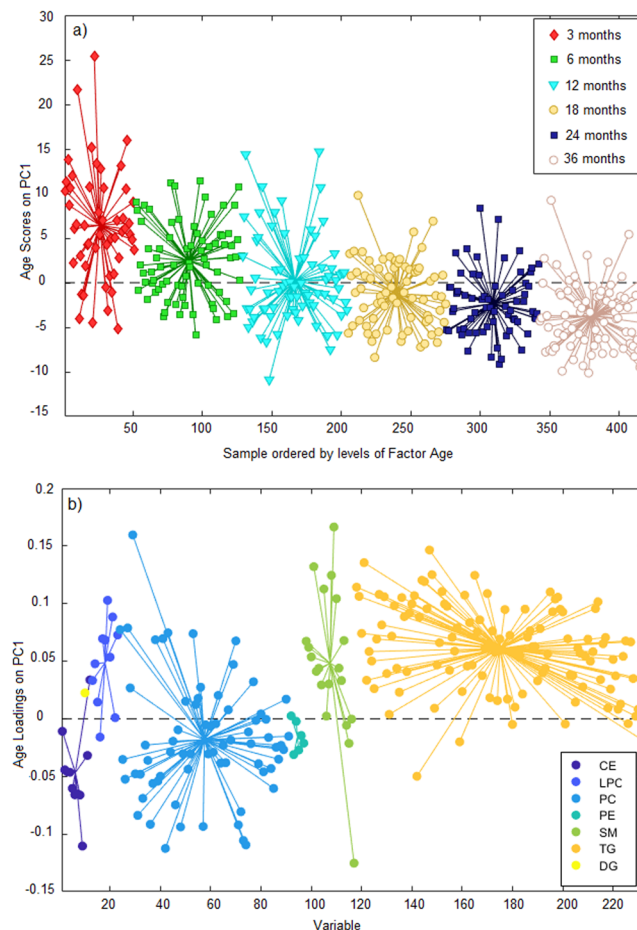 30
a)
25
20
15
10
5
0
-5
-10
-15
Age Scores on PC1
3 months
6 months
12 months
18 months
24 months
36 months
50 100 150 200 250 300 350 400
Sample ordered by levels of Factor Age
0.2
b)
0.15
0.1
0.05
0
-0.05
-0.1
-0.15
Age Loadings on PC1
CE
LPC
PC
PE
SM
TG
DG
20 40 60 80 100 120 140 160 180 200 220
Variable